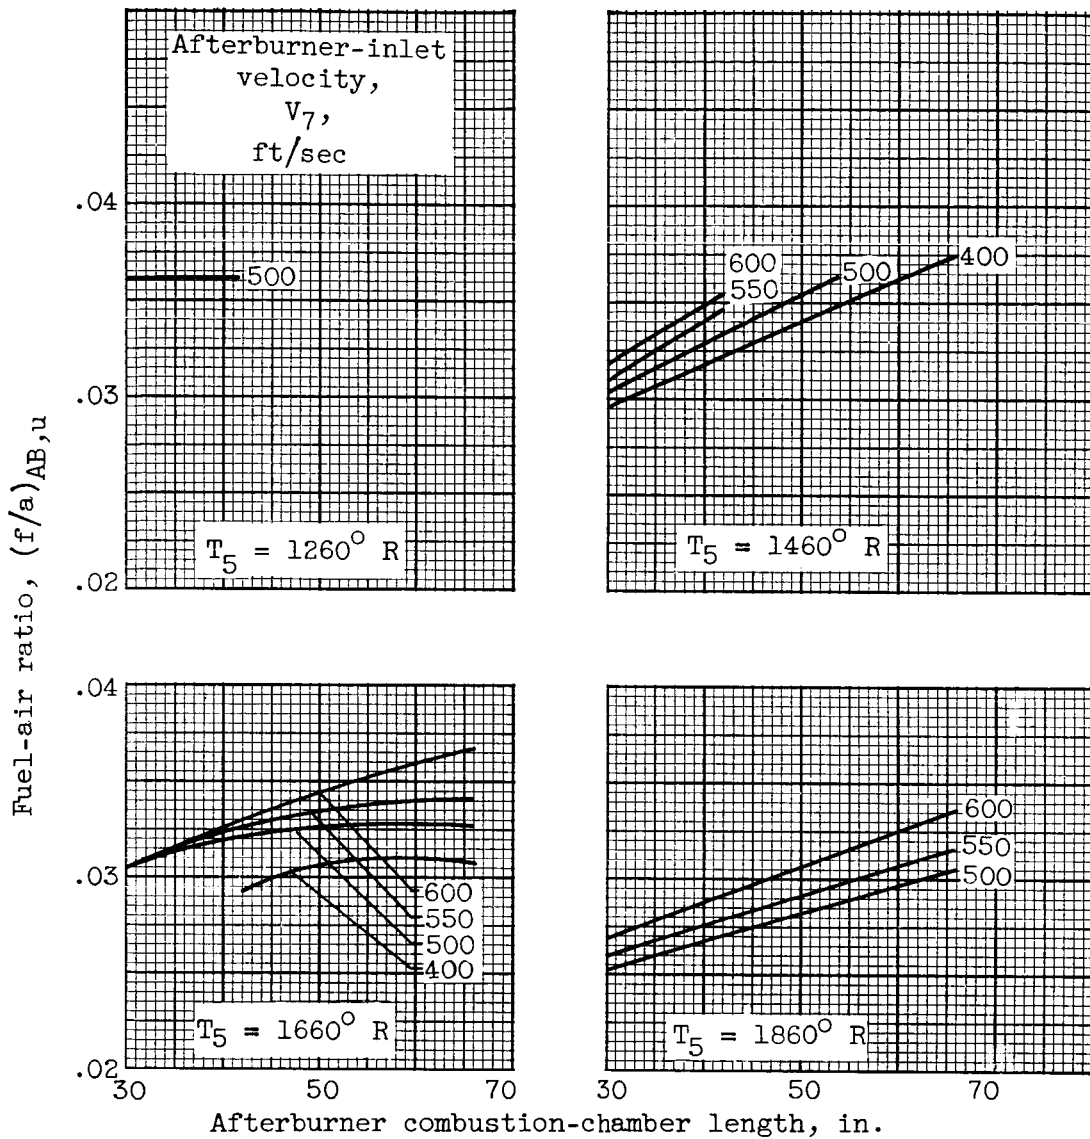 Afterburner-inlet
velocity,
V7,
ft/sec
.04
500
.03
T5 = 1260° R
.02
600
550
500
400
T5 = 1460° R
Fuel-air ratio, (f/a)AB,u
.04
.03
600
550
500
400
T5 = 1660° R
.02
30
50
70
600
550
500
T5 = 1860° R
30
50
70
Afterburner combustion-chamber length, in.